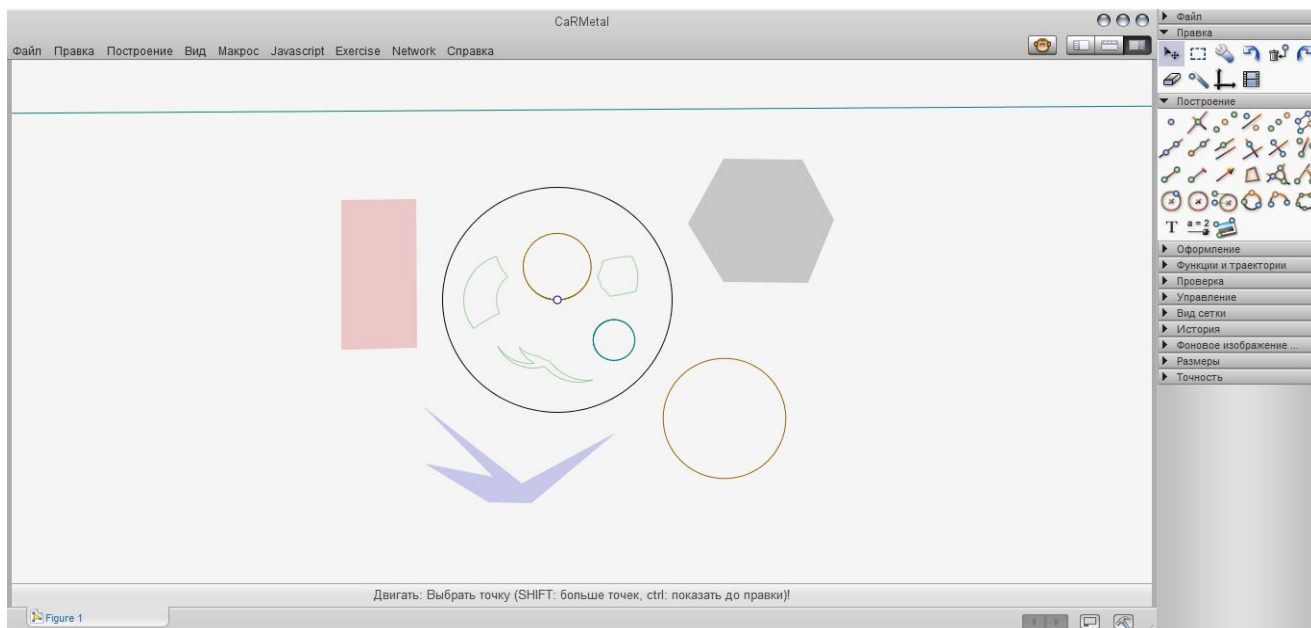 CaRMetal
Файл Правка Построение Вид Макрос Javascript Exercise Network Справка
Файл
Правка
Построение
T a = 2
Оформление
Функции и траектории
Проверка
Управление
Вид сетки
История
Фоновое изображение ...
Размеры
Точность
Двигать: Выбрать точку (SHIFT: больше точек, ctrl: показать до правки)!
Figure 1